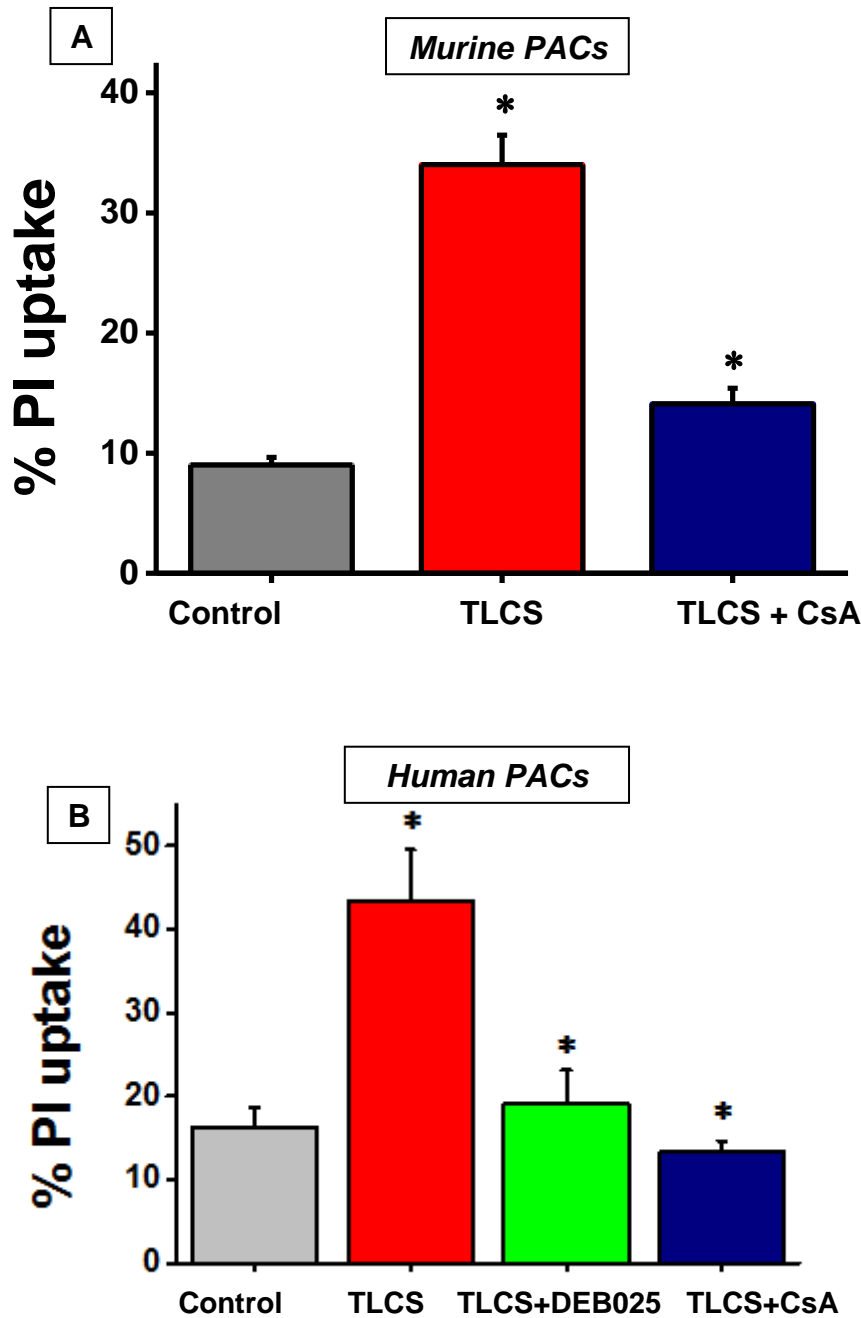 A
Murine PACs
% PI uptake
40
30
20
10
0
*
*
Control TLCS TLCS + CsA
B
Human PACs
% PI uptake
50
40
30
20
10
0
*
*
*
Control TLCS TLCS+DEB025 TLCS+CsA